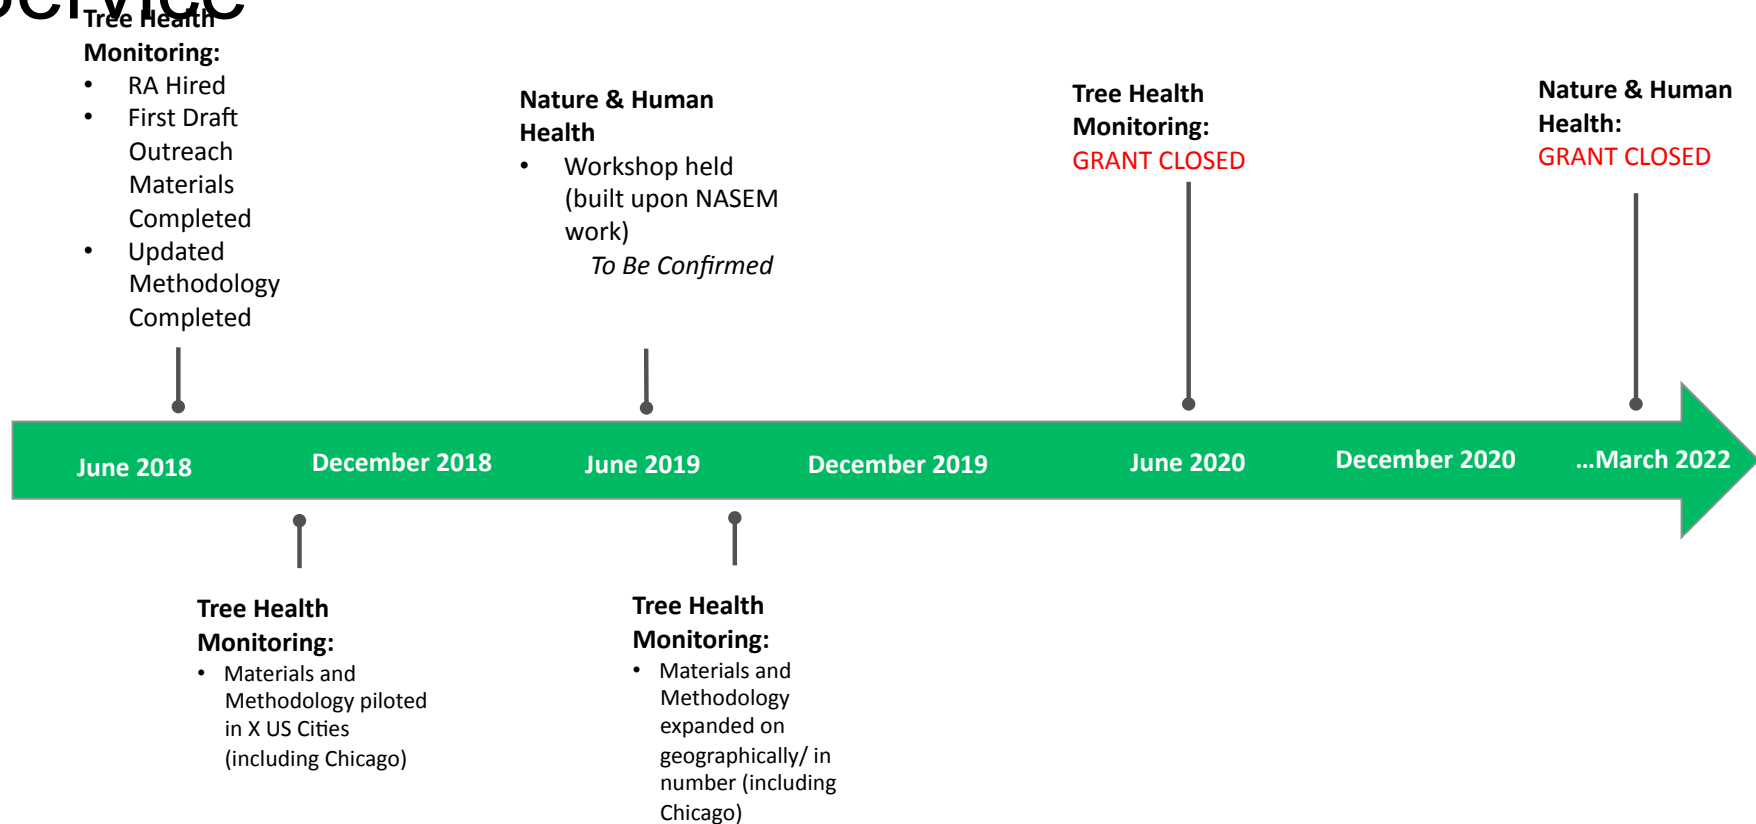 Service
Tree Health
Monitoring:
• RA Hired
• First Draft
Outreach
Materials
Completed
• Updated
Methodology
Completed
Nature & Human
Health
• Workshop held
(built upon NASEM
work)
To Be Confirmed
Tree Health
Monitoring:
GRANT CLOSED
Nature & Human
Health:
GRANT CLOSED
June 2018
December 2018
June 2019
December 2019
June 2020
December 2020
...March 2022
Tree Health
Monitoring:
• Materials and
Methodology piloted
in X US Cities
(including Chicago)
Tree Health
Monitoring:
• Materials and
Methodology
expanded on
geographically/ in
number (including
Chicago)